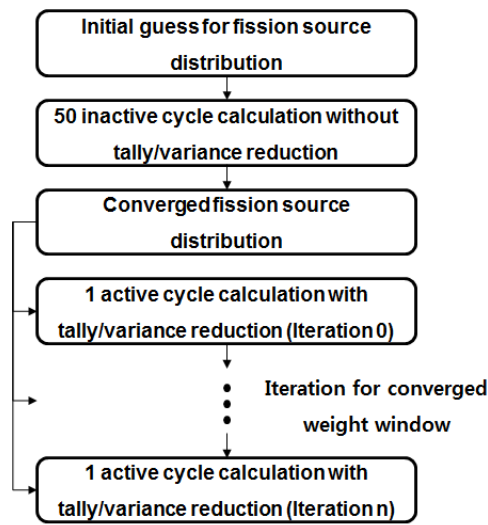 Initial guess for fission source
distribution
50 inactive cycle calculation without
tally/variance reduction
Converged fission source
distribution
1 active cycle calculation with
tally/variance reduction (Iteration 0)
Iteration for converged
weight window
1 active cycle calculation with
tally/variance reduction (Iteration n)